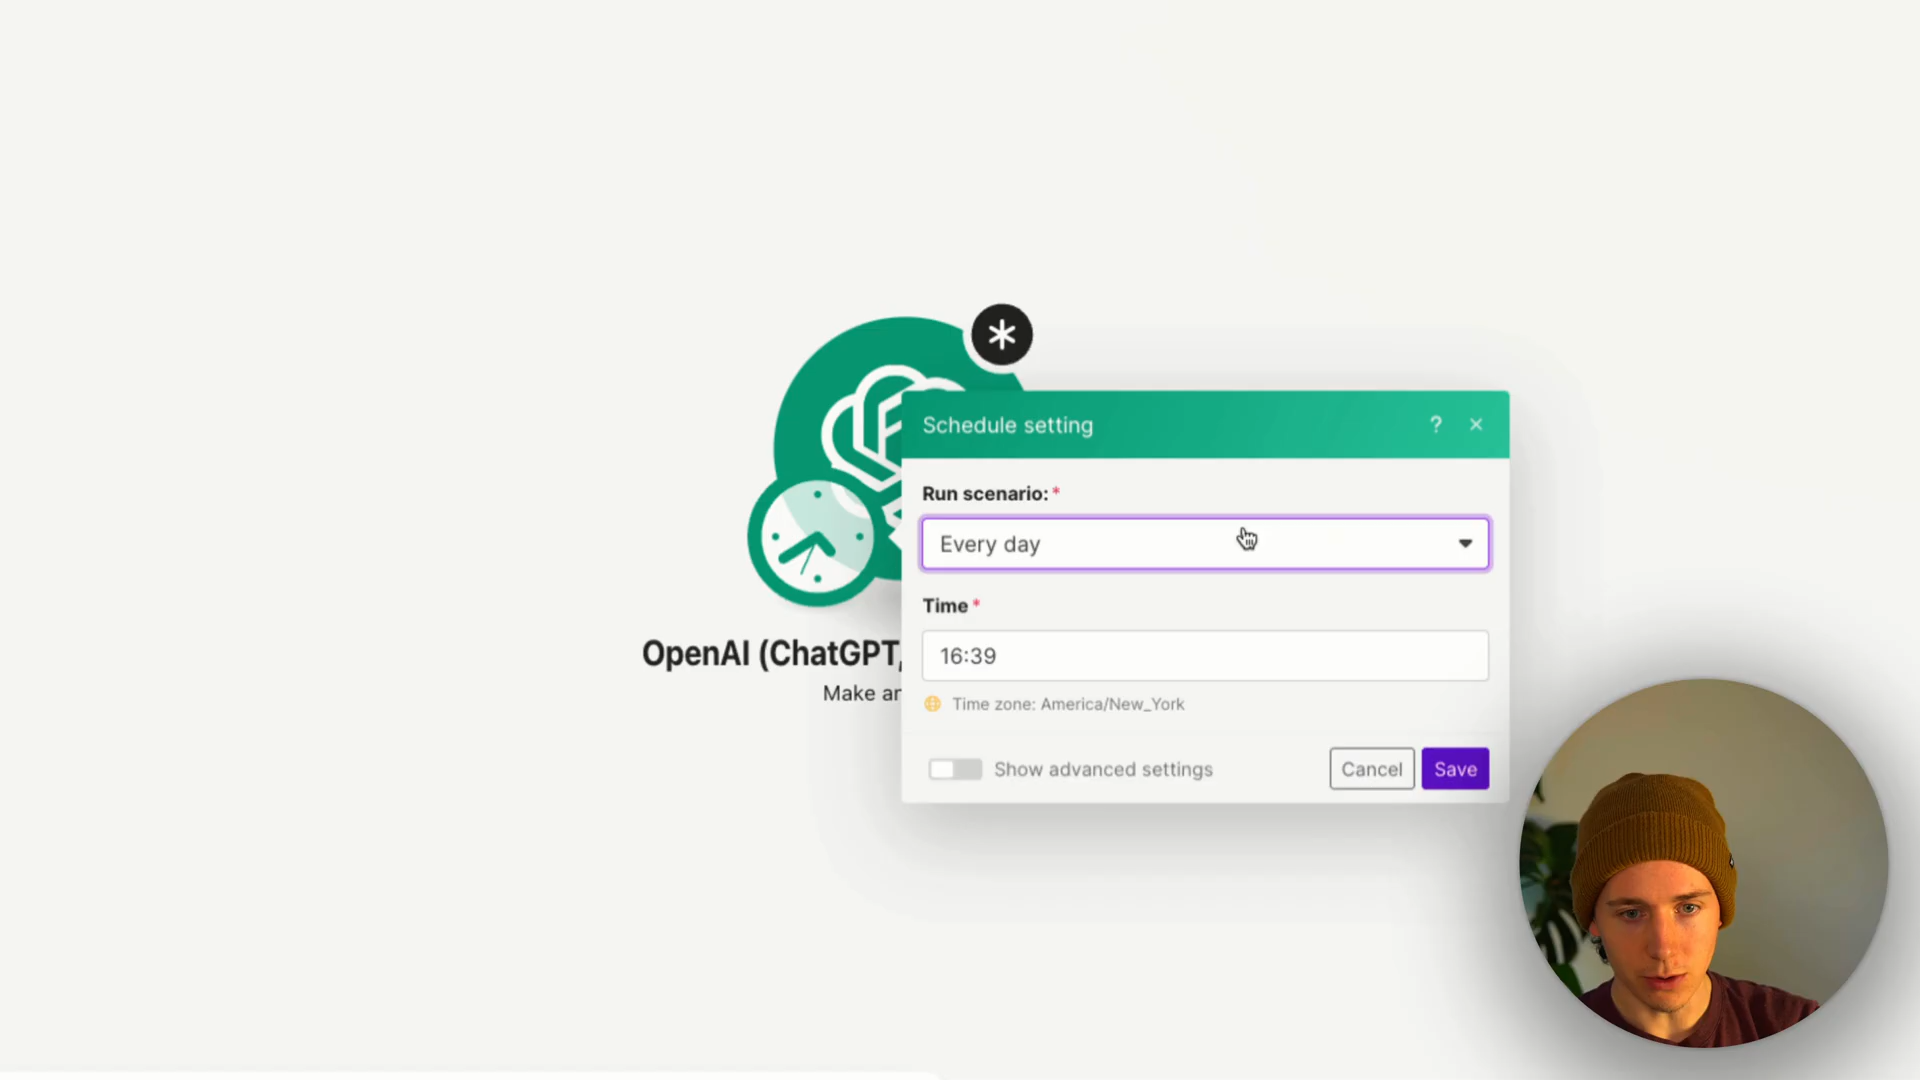 Schedule setting
?
Run scenario: *
Every day
Time *
16:39
Time zone: America/New_York
Show advanced settings
Cancel
Save
OpenAI (ChatGPT,
Make